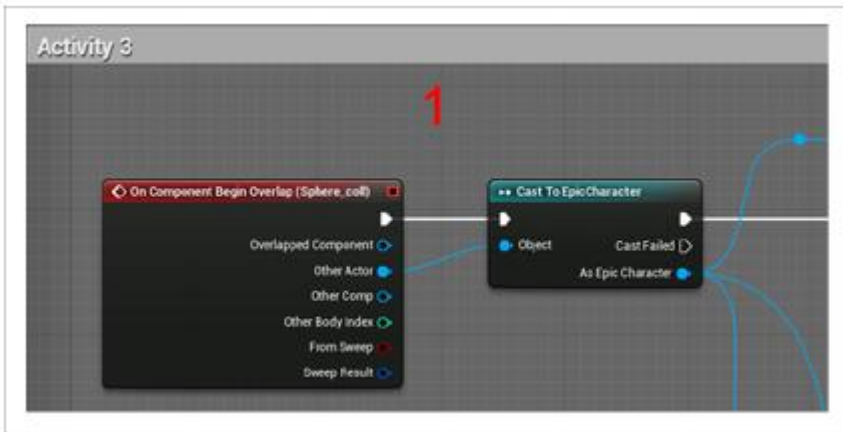 Activity 3
1
On Component Begin Overlap (Sphere_coll)
Overlapped Component
Other Actor
Other Comp
Other Body Index
From Sweep
Sweep Result
Cast To EpicCharacter
Object
Cast Failed
As Epic Character